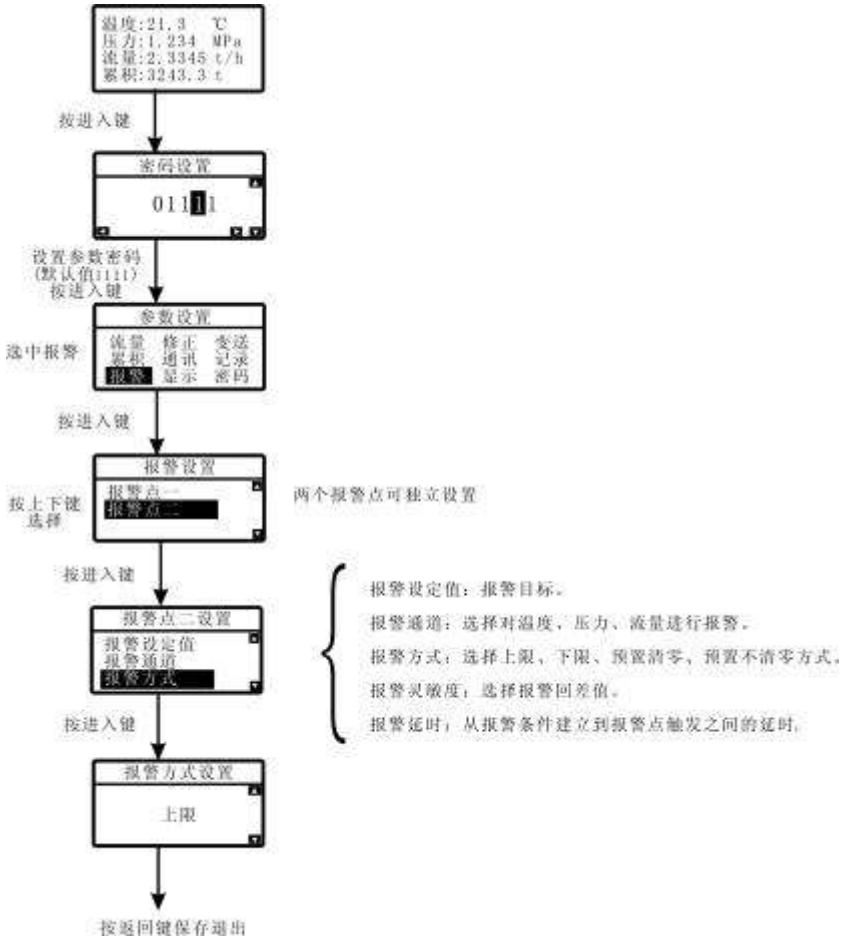 温度:21.3 ℃
压力:1.234 MPa
流量:2.3345 t/h
累积:3243.3 t
按进入键
密码设置
01111
设置参数密码
(默认值1111)
按进入键
参数设置
选中报警
流量 修正 变送
累积 通讯 记录
报警 显示 密码
按进入键
报警设置
报警点一
报警点二
按上下键
选择
两个报警点可独立设置
按进入键
报警点二设置
报警设定值
报警通道
报警方式
报警设定值：报警目标。
报警通道：选择对温度、压力、流量进行报警。
报警方式：选择上限、下限、预置清零、预置不清零方式。
报警灵敏度：选择报警回差值。
报警延时：从报警条件建立到报警点触发之间的延时.
按进入键
报警方式设置
上限
按返回键保存退出